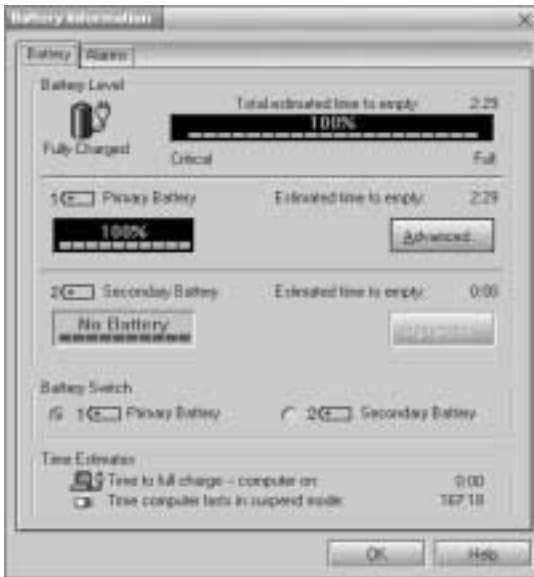 Battery Information
Battery Alarms
Battery Level
Total estimated time to empty: 2:29
100%
Fully Charged
Critical Full
1 Primary Battery Estimated time to empty: 2:29
100%
Advanced...
2 Secondary Battery Estimated time to empty: 0:00
No Battery
Battery Switch
1 Primary Battery 2 Secondary Battery
Time Estimates
Time to full charge – computer on: 0:00
Time computer lasts in suspend mode: 167:18
OK Help